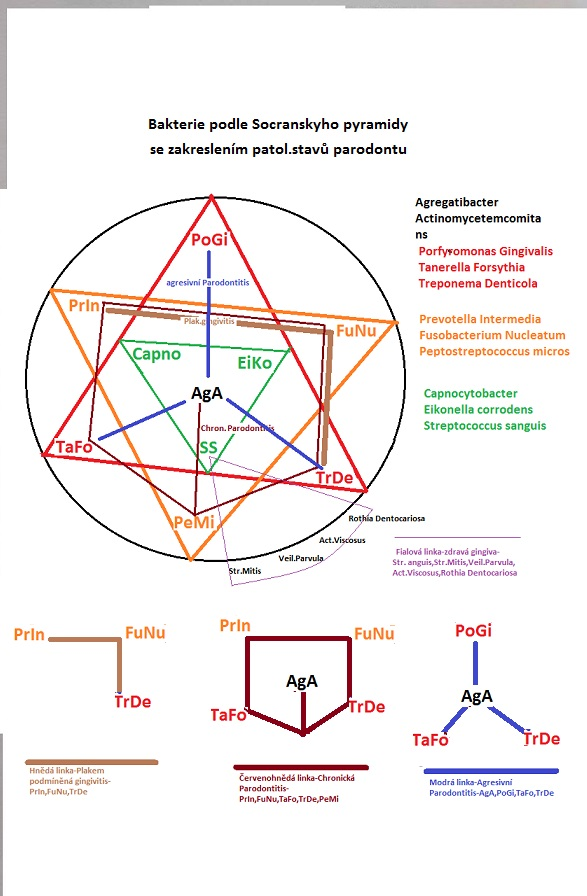 Bakterie podle Socranskyho pyramidy
se zakreslením patol.stavů parodontu
Agregatibacter
Actinomycetemcomita
ns
Porfyromonas Gingivalis
Tanerella Forsythia
Treponema Denticola
Prevotella Intermedia
Fusobacterium Nucleatum
Peptostreptococcus micros
Capnocytobacter
Eikonella corrodens
Streptococcus sanguis
PoGi
agresivní Parodontitis
PrIn
Plak.gingivitis
FuNu
Capno
EiKo
AgA
Chron.Parodontitis
TaFo
SS
TrDe
PeMi
Rothia Dentocariosa
Act.Viscosus
Veil.Parvula
Str.Mitis
Fialová linka-zdravá gingiva-
Str. anguis,Str.Mitis,Veil.Parvula,
Act.Viscosus,Rothia Dentocariosa
PrIn
FuNu
TrDe
PrIn
FuNu
AgA
TaFo
TrDe
PoGi
AgA
TaFo
TrDe
Hnědá linka-Plakem
podmíněná gingivitis-
PrIn,FuNu,TrDe
Červenohnědá linka-Chronická
Parodontitis-
PrIn,FuNu,TaFo,TrDe,PeMi
Modrá linka-Agresivní
Parodontitis-AgA,PoGi,TaFo,TrDe